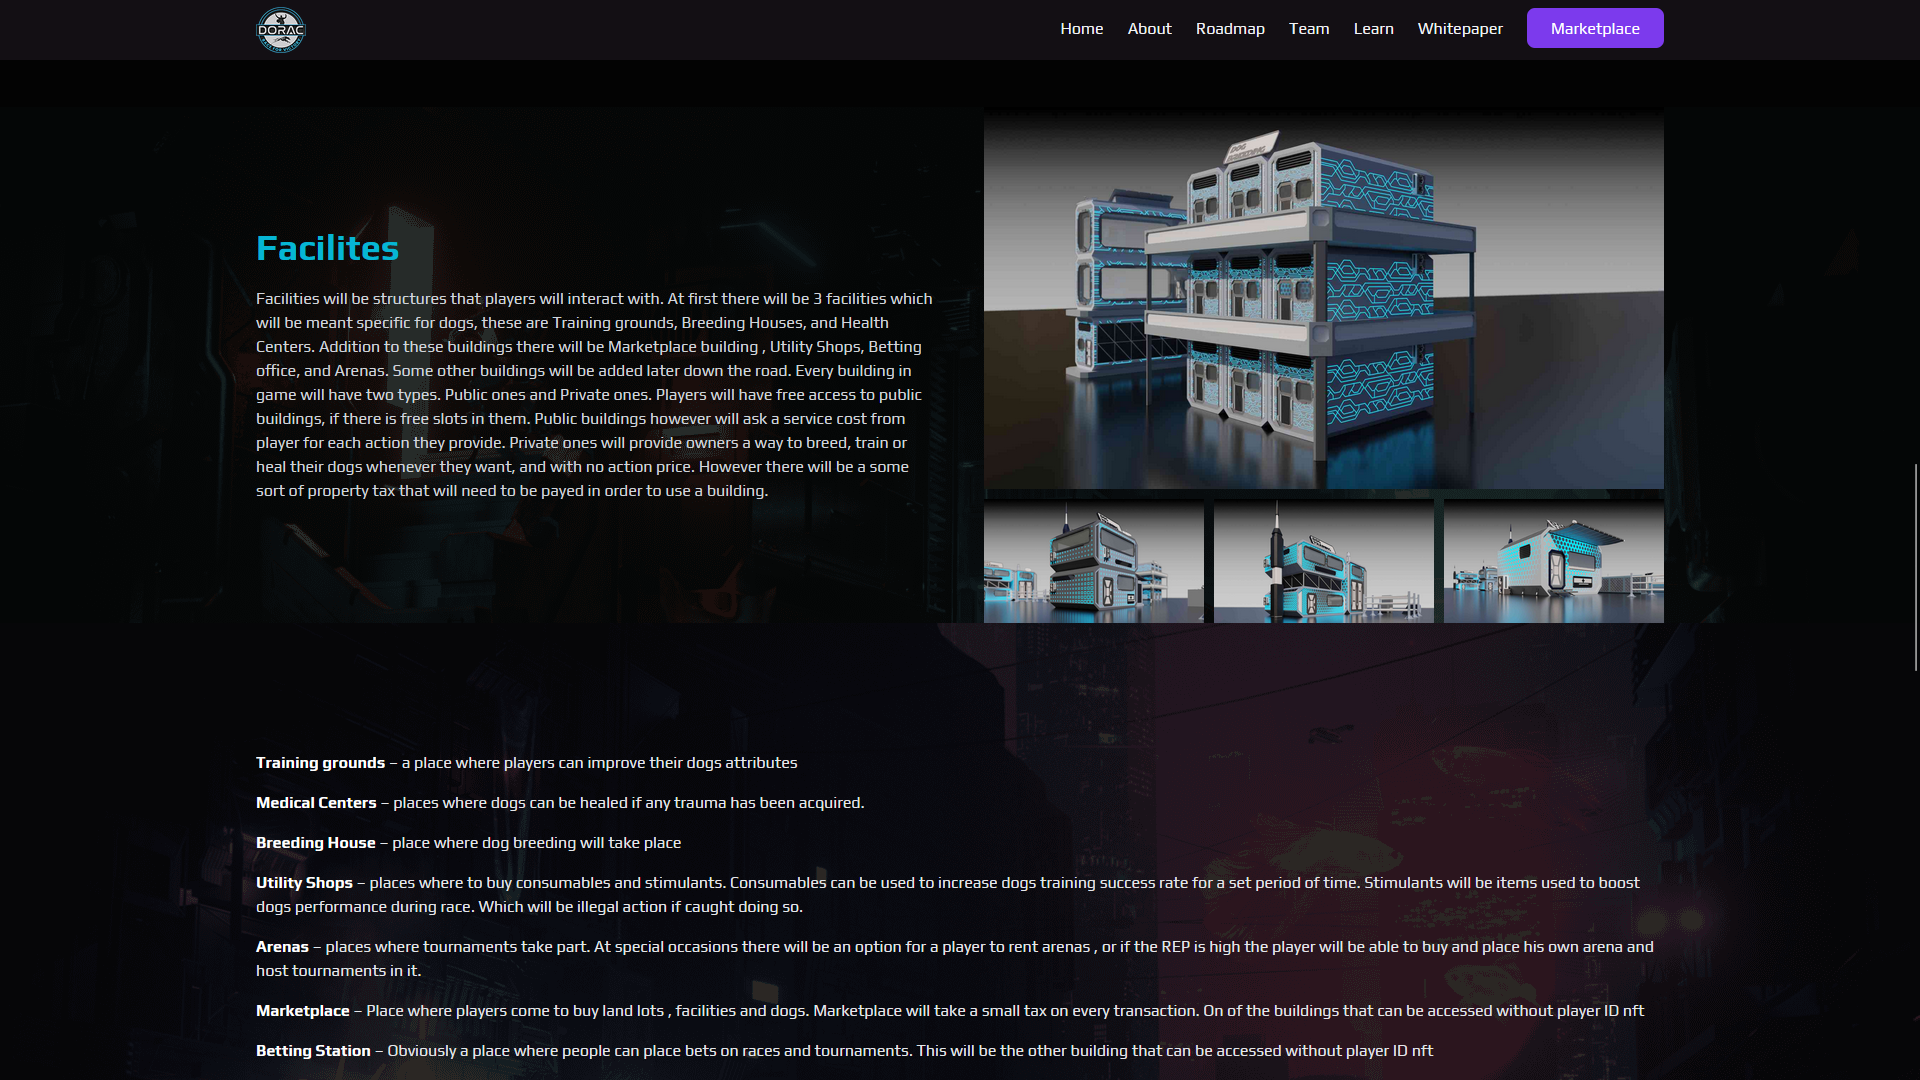 DORAC
RACE FOR VICTORY
Home About Roadmap Team Learn Whitepaper Marketplace
DOG
Facilites
Facilities will be structures that players will interact with. At first there will be 3 facilities which
will be meant specific for dogs, these are Training grounds, Breeding Houses, and Health
Centers. Addition to these buildings there will be Marketplace building , Utility Shops, Betting
office, and Arenas. Some other buildings will be added later down the road. Every building in
game will have two types. Public ones and Private ones. Players will have free access to public
buildings, if there is free slots in them. Public buildings however will ask a service cost from
player for each action they provide. Private ones will provide owners a way to breed, train or
heal their dogs whenever they want, and with no action price. However there will be a some
sort of property tax that will need to be payed in order to use a building.
Training grounds – a place where players can improve their dogs attributes
Medical Centers – places where dogs can be healed if any trauma has been acquired.
Breeding House – place where dog breeding will take place
Utility Shops – places where to buy consumables and stimulants. Consumables can be used to increase dogs training success rate for a set period of time. Stimulants will be items used to boost
dogs performance during race. Which will be illegal action if caught doing so.
Arenas – places where tournaments take part. At special occasions there will be an option for a player to rent arenas , or if the REP is high the player will be able to buy and place his own arena and
host tournaments in it.
Marketplace – Place where players come to buy land lots , facilities and dogs. Marketplace will take a small tax on every transaction. On of the buildings that can be accessed without player ID nft
Betting Station – Obviously a place where people can place bets on races and tournaments. This will be the other building that can be accessed without player ID nft